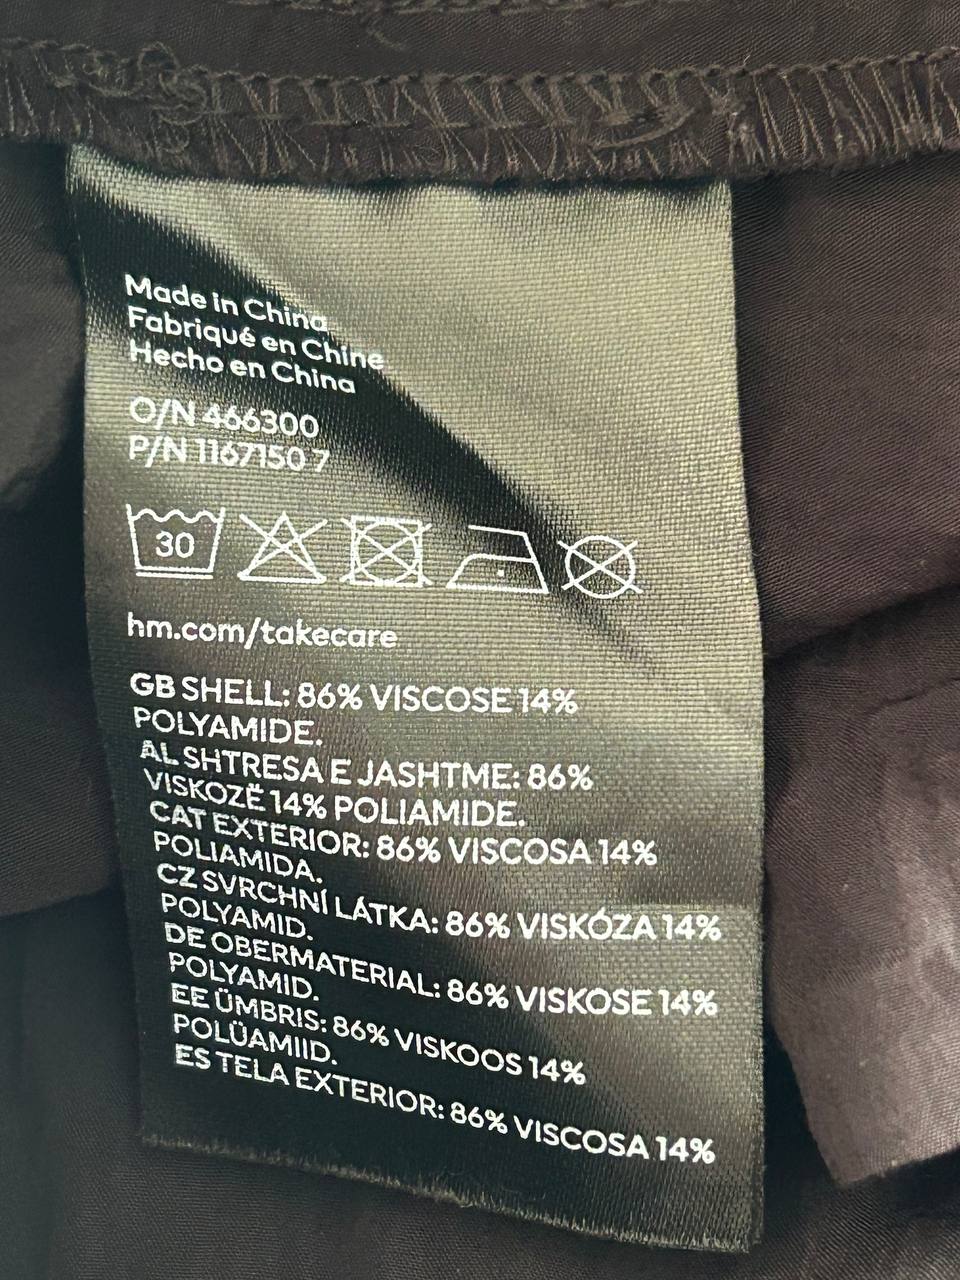 Made in China
Fabriqué en Chine
Hecho en China
O/N 466300
P/N 1167150 7
30
hm.com/takecare
GB SHELL: 86% VISCOSE 14%
POLYAMIDE.
AL SHTRESA E JASHTME: 86%
VISKOZË 14% POLIAMIDE.
CAT EXTERIOR: 86% VISCOSA 14%
POLIAMIDA.
CZ SVRCHNÍ LÁTKA: 86% VISKÓZA 14%
POLYAMID.
DE OBERMATERIAL: 86% VISKOSE 14%
POLYAMID.
EE ÜMBRIS: 86% VISKOOS 14%
POLÜAMIID.
ES TELA EXTERIOR: 86% VISCOSA 14%